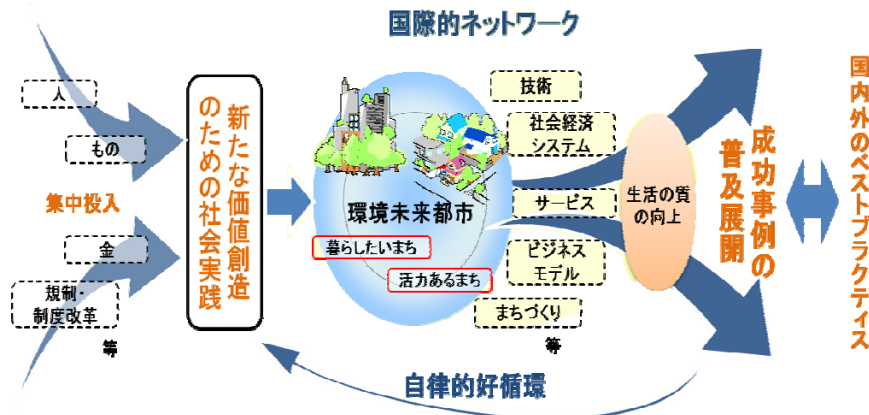 国際的ネットワーク
人
もの
集中投入
金
規制・
制度改革
等
新たな価値創造
のための社会実践
環境未来都市
暮らしたいまち
活力あるまち
技術
社会経済
システム
サービス
ビジネス
モデル
まちづくり
等
生活の質
の向上
成功事例の
普及展開
国内外のベストプラクティス
自律的好循環